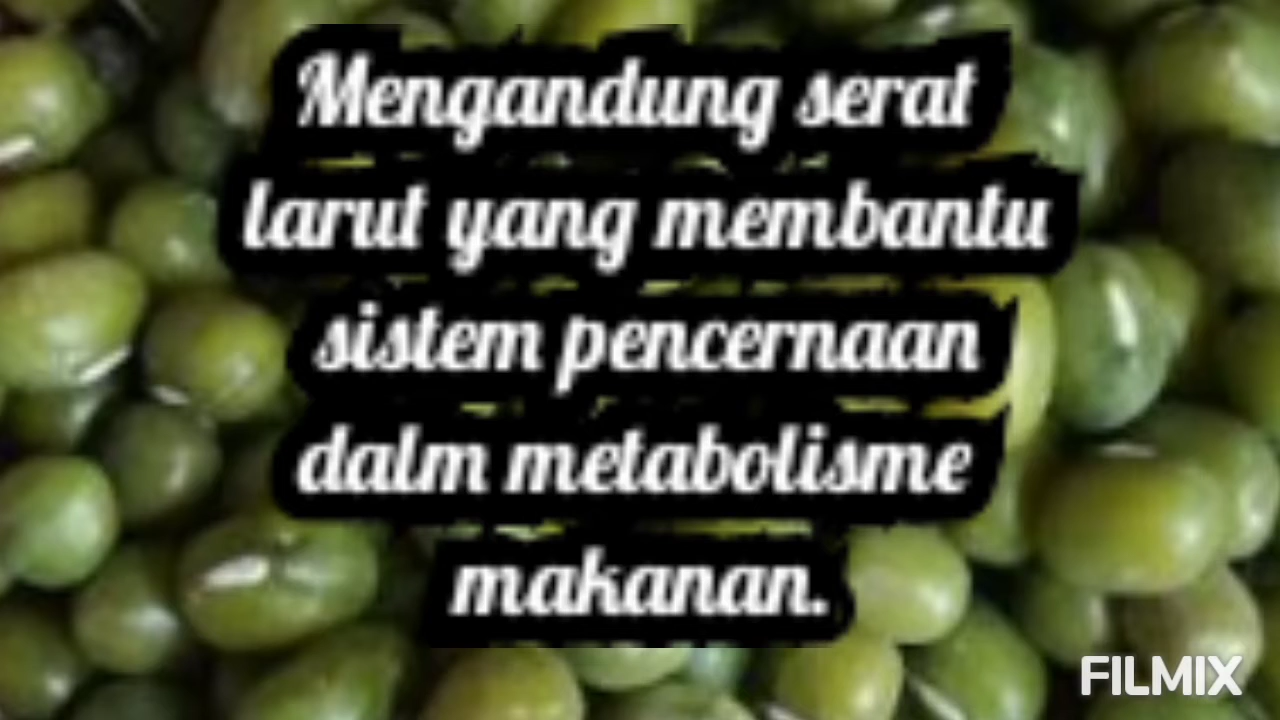 Mengandung serat
larut yang membantu
sistem pencernaan
dalm metabolisme
makanan.
FILMIX